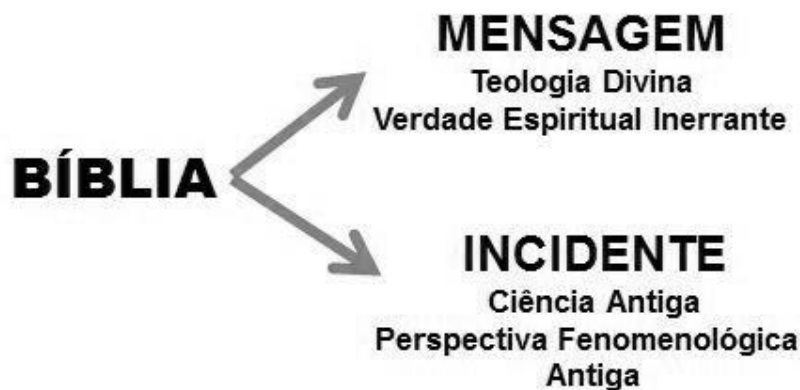 BÍBLIA
MENSAGEM
Teologia Divina
Verdade Espiritual Inerrante
INCIDENTE
Ciência Antiga
Perspectiva Fenomenológica
Antiga